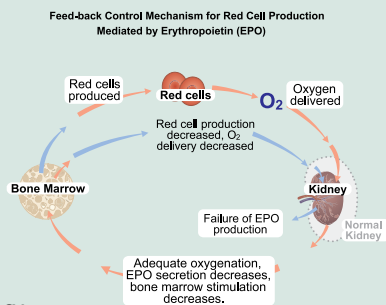 Feed-back Control Mechanism for Red Cell Production
Mediated by Erythropoietin (EPO)
Red cells
produced
Red cells
O2
Oxygen
delivered
Red cell production
decreased, O2
delivery decreased
Bone Marrow
Kidney
Failure of EPO
production
Normal
Kidney
Adequate oxygenation,
EPO secretion decreases,
bone marrow stimulation
decreases.